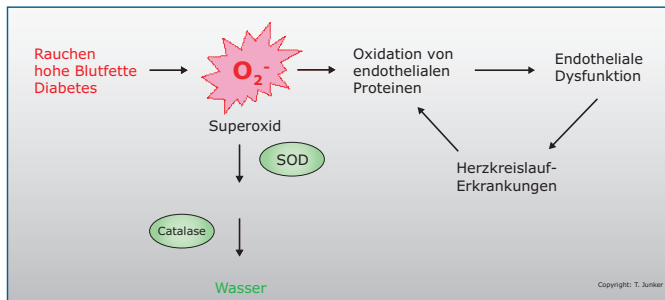 Rauchen
hohe Blutfette
Diabetes
O₂⁻
Superoxid
Oxidation von
endothelialen
Proteinen
Endotheliale
Dysfunktion
Herzkreislauf-
Erkrankungen
SOD
Catalase
Wasser
Copyright: T. Junker